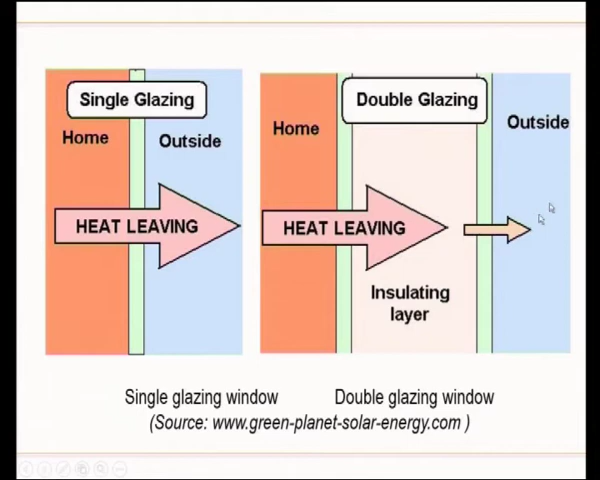 Single Glazing
Home
Outside
HEAT LEAVING
Double Glazing
Home
Outside
HEAT LEAVING
Insulating
layer
Single glazing window
Double glazing window
(Source: www.green-planet-solar-energy.com )